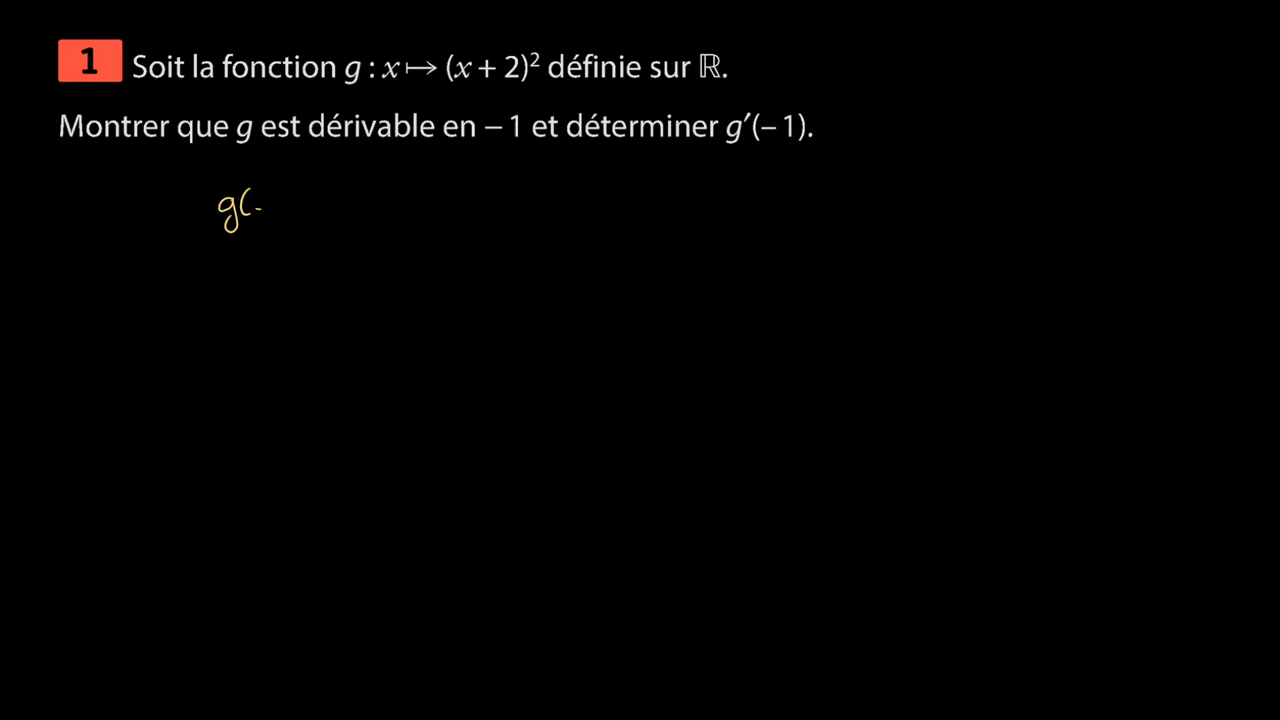 1 Soit la fonction g : x ↦ (x + 2)² définie sur ℝ.
Montrer que g est dérivable en − 1 et déterminer g′(– 1).
g(-